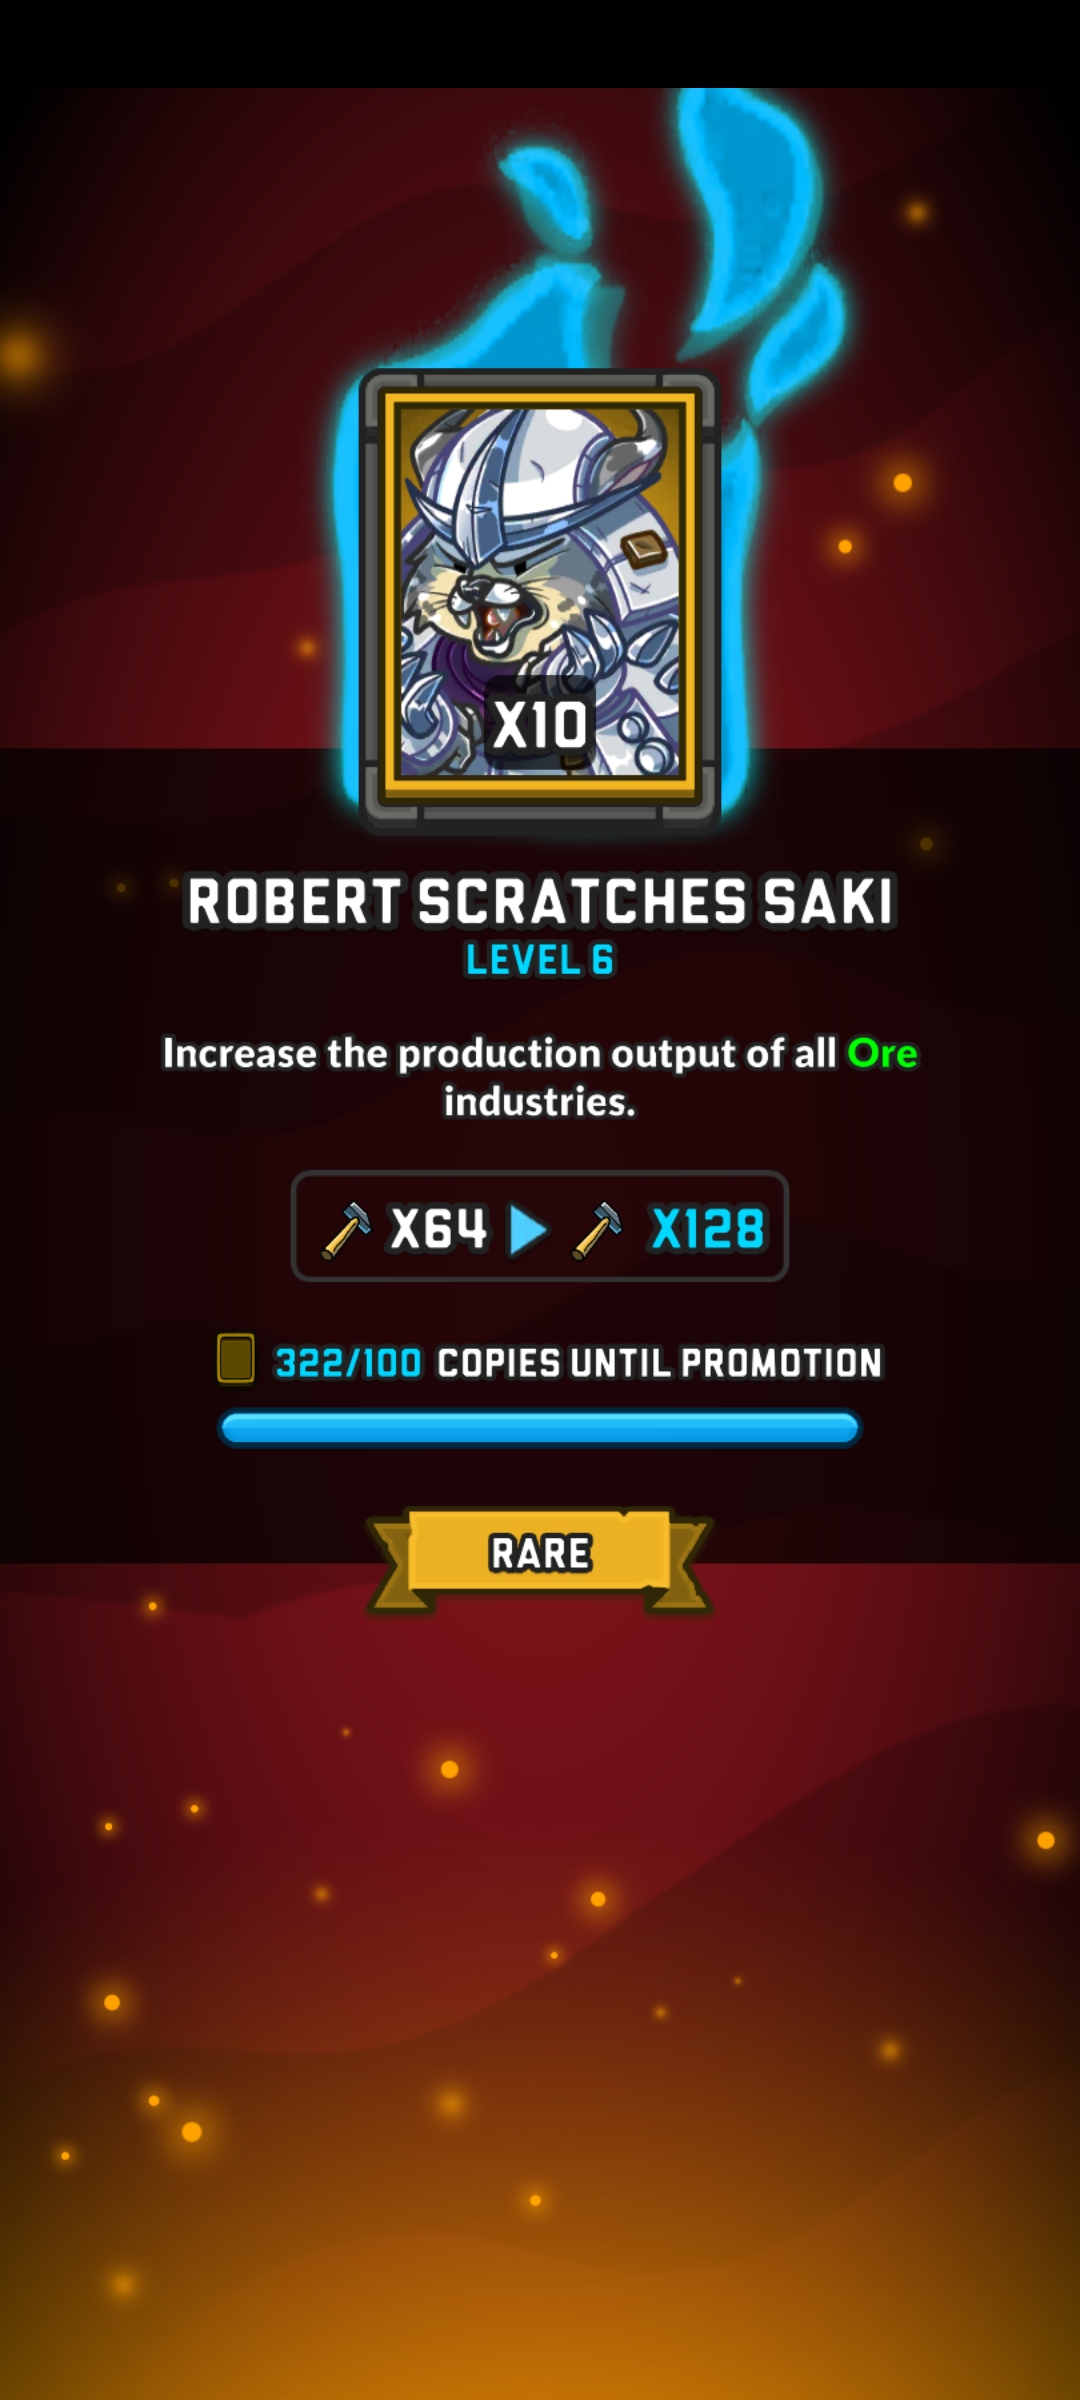 X10
ROBERT SCRATCHES SAKI
LEVEL 6
Increase the production output of all Ore
industries.
X64 X128
322/100 COPIES UNTIL PROMOTION
RARE